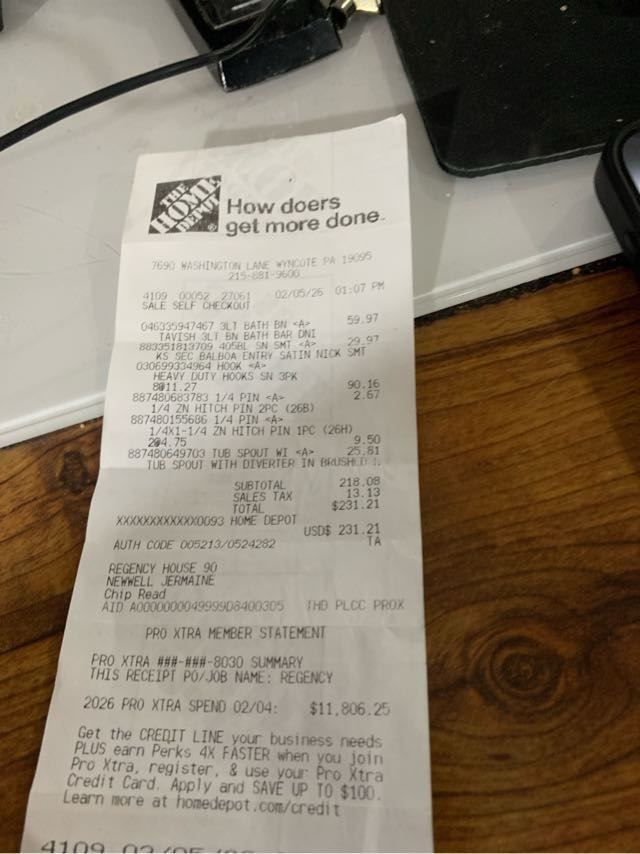 THE
HOME
DEPOT
How doers
get more done.
7690 WASHINGTON LANE WYNCOTE PA 19095
215-881-9600
4109 00052 27061 02/05/26 01:07 PM
SALE SELF CHECKOUT
046335947467 3LT BATH BN <A> 59.97
TAVISH 3LT BN BATH BAR DNI
883351813709 405BL SN SMT <A> 29.97
KS SEC BALBOA ENTRY SATIN NICK SMT
030699334964 HOOK <A>
HEAVY DUTY HOOKS SN 3PK
8@11.27 90.16
887480683783 1/4 PIN <A> 2.67
1/4 ZN HITCH PIN 2PC (26B)
887480155686 1/4 PIN <A>
1/4X1-1/4 ZN HITCH PIN 1PC (26H)
2@4.75 9.50
887480649703 TUB SPOUT WI <A> 25.81
TUB SPOUT WITH DIVERTER IN BRUSHED
SUBTOTAL 218.08
SALES TAX 13.13
TOTAL $231.21
XXXXXXXXXXXX0093 HOME DEPOT
USD$ 231.21
AUTH CODE 005213/0524282 TA
REGENCY HOUSE 90
NEWWELL JERMAINE
Chip Read
AID A0000000049999D8400305 THD PLCC PROX
PRO XTRA MEMBER STATEMENT
PRO XTRA ###-###-8030 SUMMARY
THIS RECEIPT PO/JOB NAME: REGENCY
2026 PRO XTRA SPEND 02/04: $11,806.25
Get the CREDIT LINE your business needs
PLUS earn Perks 4X FASTER when you join
Pro Xtra, register, & use your Pro Xtra
Credit Card. Apply and SAVE UP TO $100.
Learn more at homedepot.com/credit
4109